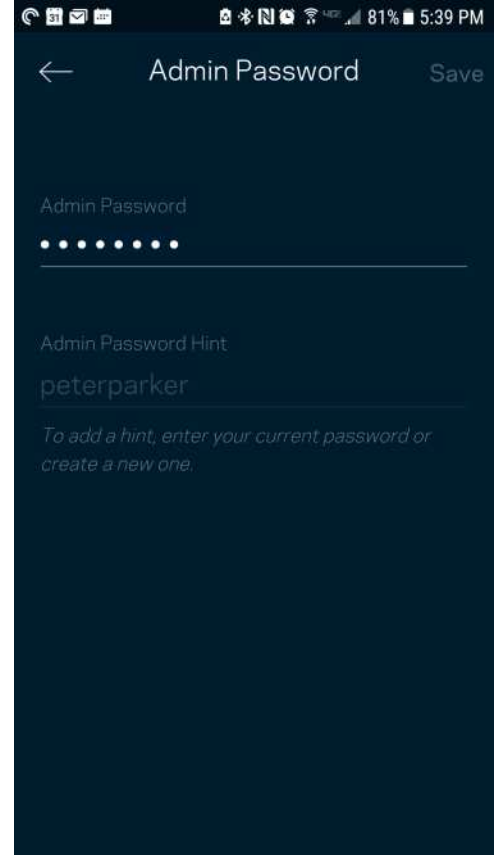 31 81% 5:39 PM
Admin Password Save
Admin Password
••••••••
Admin Password Hint
peterparker
To add a hint, enter your current password or
create a new one.